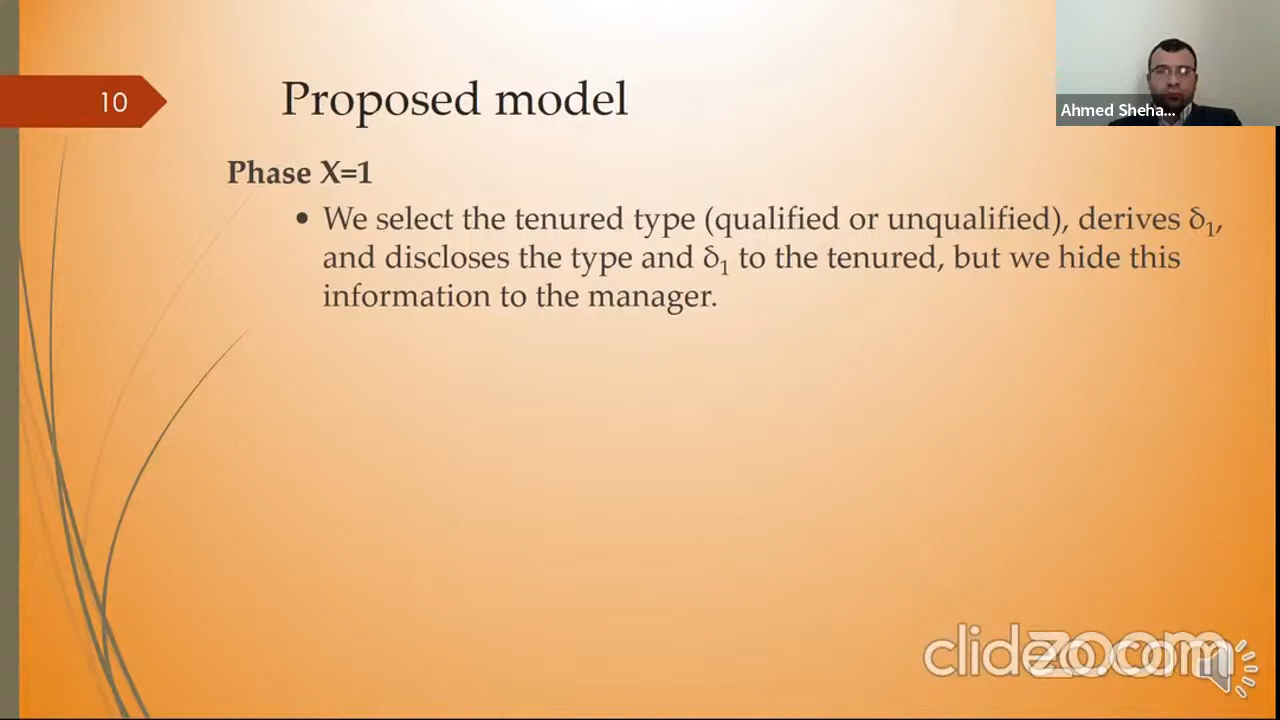 10
Proposed model
Ahmed Sheha...
Phase X=1
• We select the tenured type (qualified or unqualified), derives δ₁,
and discloses the type and δ₁ to the tenured, but we hide this
information to the manager.
clideo.com
zoom